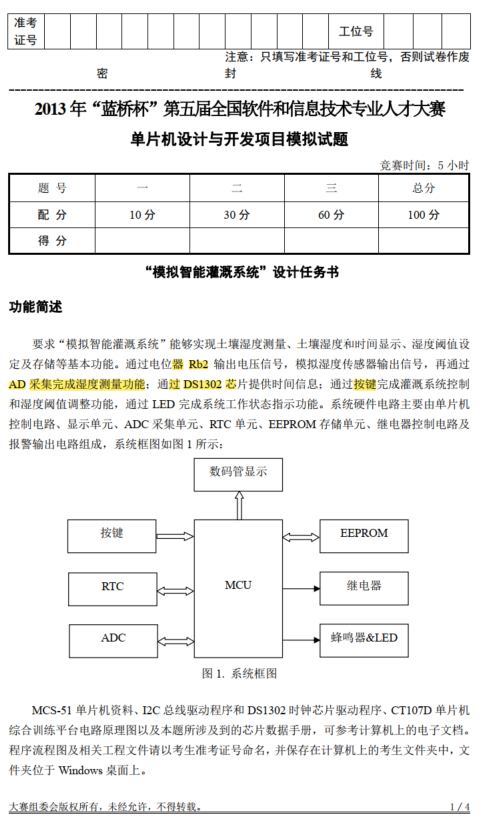 准考
证号
工位号
注意：只填写准考证号和工位号，否则试卷作废
密 封 线
2013 年“蓝桥杯”第五届全国软件和信息技术专业人才大赛
单片机设计与开发项目模拟试题
竞赛时间：5 小时
题 号 一 二 三 总分
配 分 10 分 30 分 60 分 100 分
得 分
“模拟智能灌溉系统”设计任务书
功能简述
要求“模拟智能灌溉系统”能够实现土壤湿度测量、土壤湿度和时间显示、湿度阈值设
定及存储等基本功能。通过电位器 Rb2 输出电压信号，模拟湿度传感器输出信号，再通过
AD 采集完成湿度测量功能；通过 DS1302 芯片提供时间信息；通过按键完成灌溉系统控制
和湿度阈值调整功能，通过 LED 完成系统工作状态指示功能。系统硬件电路主要由单片机
控制电路、显示单元、ADC 采集单元、RTC 单元、EEPROM 存储单元、继电器控制电路及
报警输出电路组成，系统框图如图 1 所示：
数码管显示
按键
RTC
ADC
MCU
EEPROM
继电器
蜂鸣器&LED
图 1. 系统框图
MCS-51 单片机资料、I2C 总线驱动程序和 DS1302 时钟芯片驱动程序、CT107D 单片机
综合训练平台电路原理图以及本题所涉及到的芯片数据手册，可参考计算机上的电子文档。
程序流程图及相关工程文件请以考生准考证号命名，并保存在计算机上的考生文件夹中，文
件夹位于 Windows 桌面上。
大赛组委会版权所有，未经允许，不得转载。 1 / 4